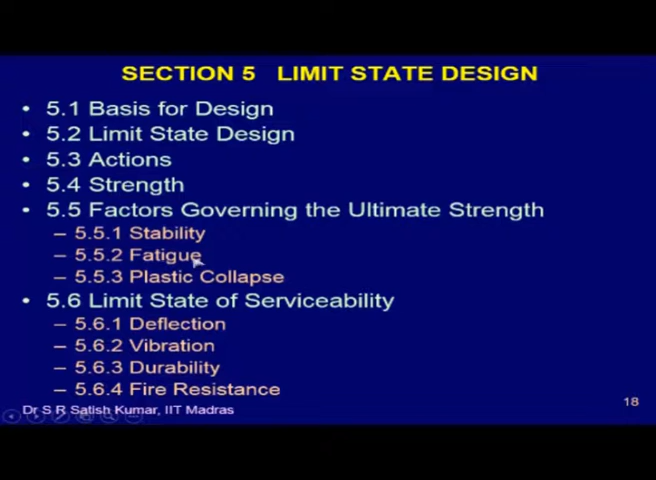 SECTION 5 LIMIT STATE DESIGN
• 5.1 Basis for Design
• 5.2 Limit State Design
• 5.3 Actions
• 5.4 Strength
• 5.5 Factors Governing the Ultimate Strength
– 5.5.1 Stability
– 5.5.2 Fatigue
– 5.5.3 Plastic Collapse
• 5.6 Limit State of Serviceability
– 5.6.1 Deflection
– 5.6.2 Vibration
– 5.6.3 Durability
– 5.6.4 Fire Resistance
18
Dr S R Satish Kumar, IIT Madras